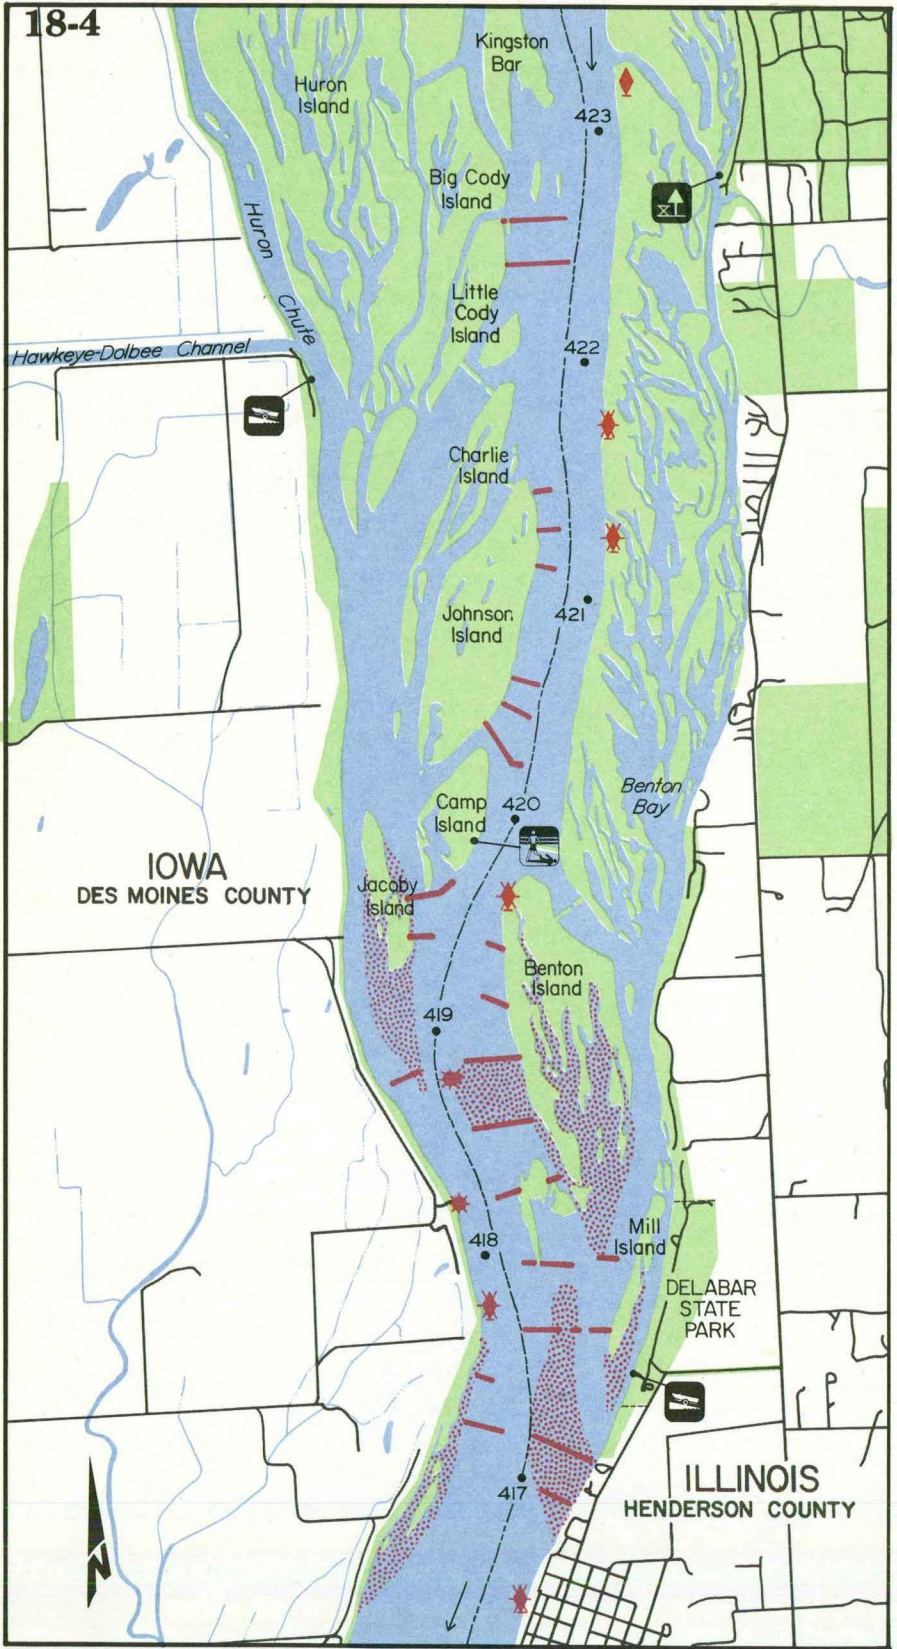 18-4
Kingston
Bar
Huron
Island
423
Big Cody
Island
Huron
Chute
Little
Cody
Island
Hawkeye-Dolbee Channel
422
Charlie
Island
421
Johnson
Island
Benton
Bay
Camp
Island
420
IOWA
DES MOINES COUNTY
Jacoby
Island
Benton
Island
419
418
Mill
Island
DELABAR
STATE
PARK
417
ILLINOIS
HENDERSON COUNTY
N